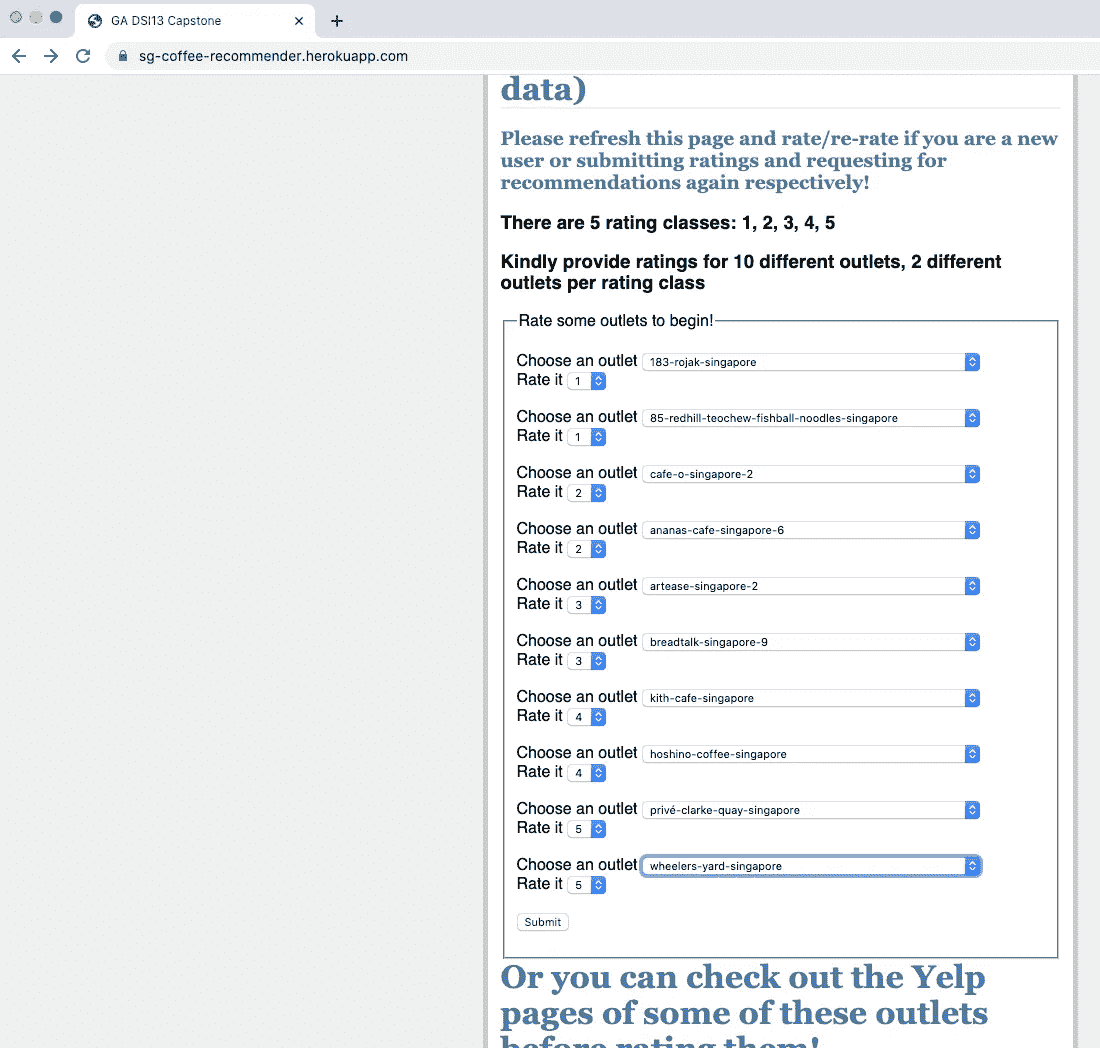 GA DSI13 Capstone
sg-coffee-recommender.herokuapp.com
data)
Please refresh this page and rate/re-rate if you are a new
user or submitting ratings and requesting for
recommendations again respectively!
There are 5 rating classes: 1, 2, 3, 4, 5
Kindly provide ratings for 10 different outlets, 2 different
outlets per rating class
Rate some outlets to begin!
Choose an outlet 183-rojak-singapore
Rate it 1
Choose an outlet 85-redhill-teochew-fishball-noodles-singapore
Rate it 1
Choose an outlet cafe-o-singapore-2
Rate it 2
Choose an outlet ananas-cafe-singapore-6
Rate it 2
Choose an outlet artease-singapore-2
Rate it 3
Choose an outlet breadtalk-singapore-9
Rate it 3
Choose an outlet kith-cafe-singapore
Rate it 4
Choose an outlet hoshino-coffee-singapore
Rate it 4
Choose an outlet privé-clarke-quay-singapore
Rate it 5
Choose an outlet wheelers-yard-singapore
Rate it 5
Submit
Or you can check out the Yelp
pages of some of these outlets
before rating them!